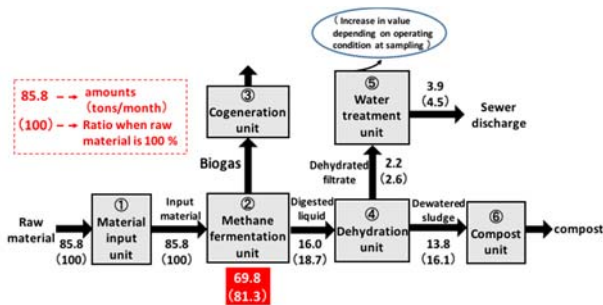 ( Increase in value
depending on operating
condition at sampling )
85.8 --→ amounts
(tons/month)
(100) --→ Ratio when raw
material is 100 %
③
Cogeneration
unit
⑤
Water
treatment
unit
3.9
(4.5)
Sewer
discharge
Biogas
Dehydrated
filtrate
2.2
(2.6)
Raw
material
85.8
(100)
①
Material
input
unit
Input
material
85.8
(100)
②
Methane
fermentation
unit
69.8
(81.3)
Digested
liquid
16.0
(18.7)
④
Dehydration
unit
Dewatered
sludge
13.8
(16.1)
⑥
Compost
unit
compost